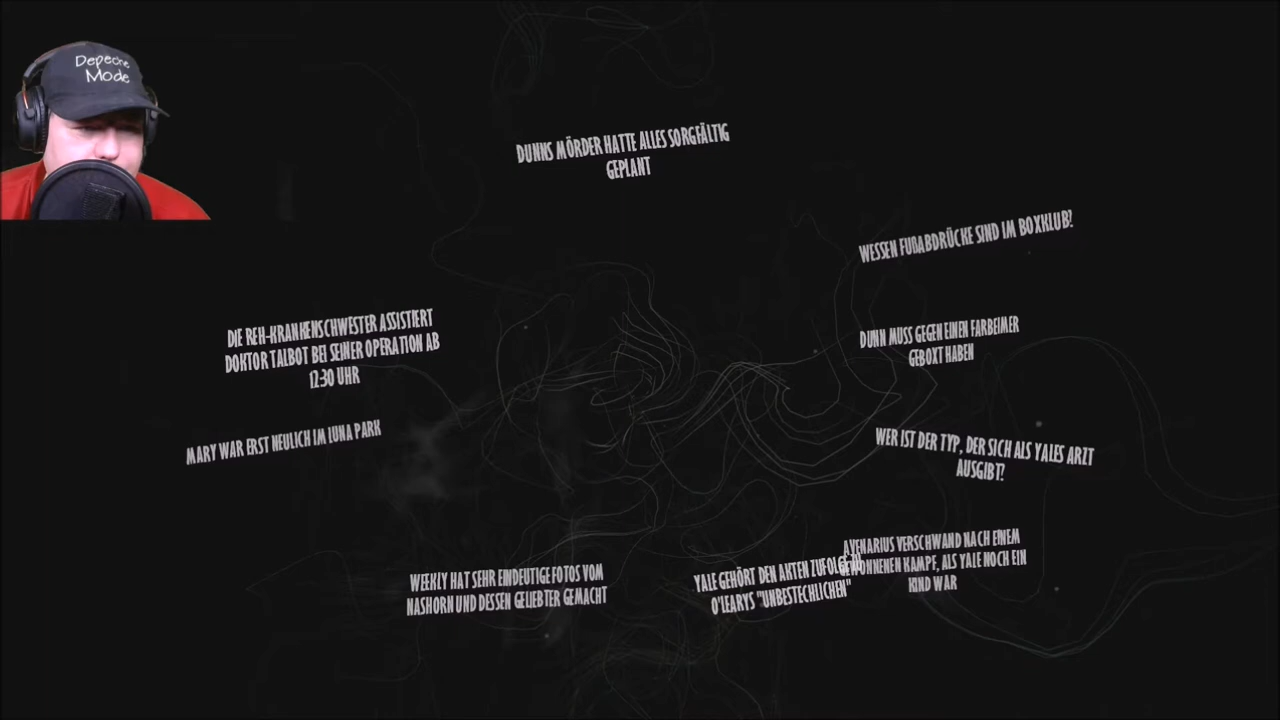 Depeche
Mode
DUNNS MÖRDER HATTE ALLES SORGFÄLTIG
GEPLANT
WESSEN FUßABDRÜCKE SIND IM BOXKLUB?
DIE REH-KRANKENSCHWESTER ASSISTIERT
DOKTOR TALBOT BEI SEINER OPERATION AB
12:30 UHR
DUNN MUSS GEGEN EINEN FARBEIMER
GEBOXT HABEN
MARY WAR ERST NEULICH IM LUNA PARK
WER IST DER TYP, DER SICH ALS YALES ARZT
AUSGIBT?
AVENARIUS VERSCHWAND NACH EINEM
GEWONNENEN KAMPF, ALS YALE NOCH EIN
KIND WAR
WEEKLY HAT SEHR EINDEUTIGE FOTOS VOM
NASHORN UND DESSEN GELIEBTER GEMACHT
YALE GEHÖRT DEN AKTEN ZUFOLGE ZU
O'LEARYS "UNBESTECHLICHEN"